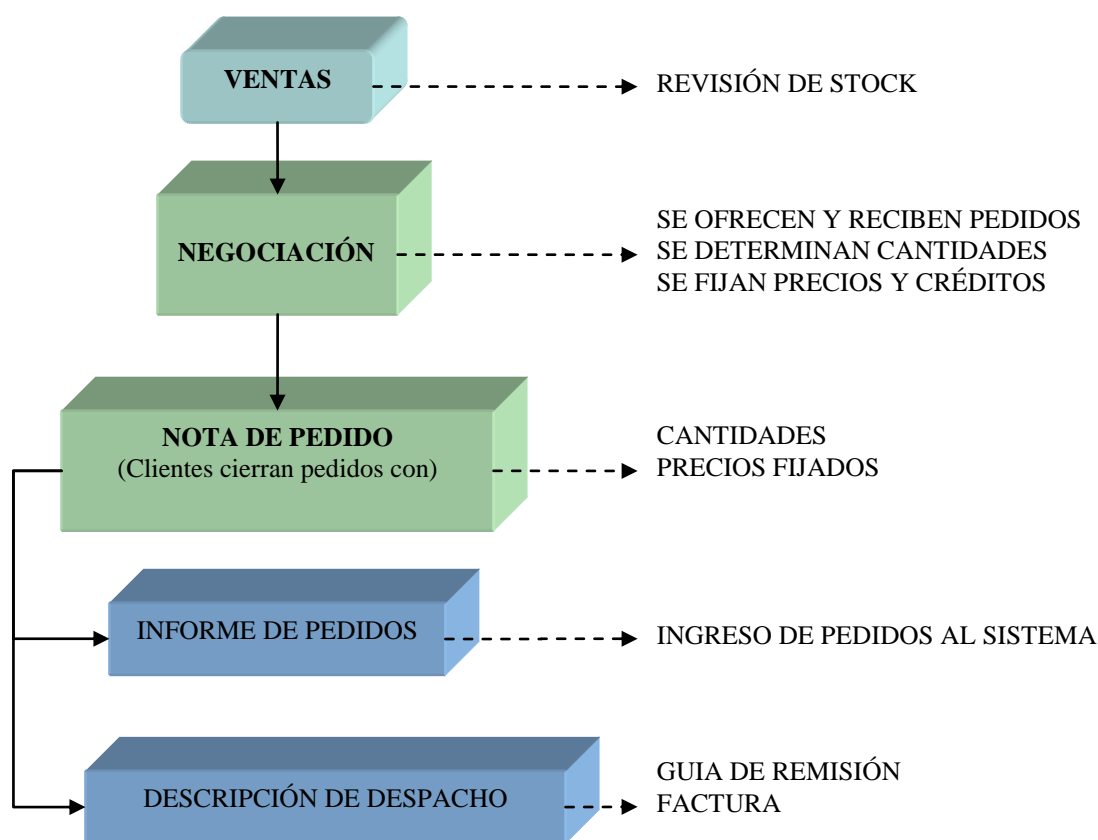 VENTAS
REVISIÓN DE STOCK
NEGOCIACIÓN
SE OFRECEN Y RECIBEN PEDIDOS
SE DETERMINAN CANTIDADES
SE FIJAN PRECIOS Y CRÉDITOS
NOTA DE PEDIDO
(Clientes cierran pedidos con)
CANTIDADES
PRECIOS FIJADOS
INFORME DE PEDIDOS
INGRESO DE PEDIDOS AL SISTEMA
DESCRIPCIÓN DE DESPACHO
GUIA DE REMISIÓN
FACTURA